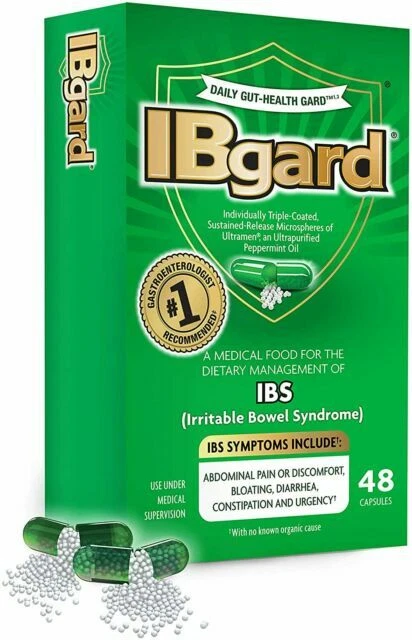 DAILY GUT-HEALTH GARD™1,2
IBgard®
IBgard®
Individually Triple-Coated,
Sustained-Release Microspheres of
Ultramen®, an Ultrapurified
Peppermint Oil
GASTROENTEROLOGIST
#1
RECOMMENDED‡
A MEDICAL FOOD FOR THE
DIETARY MANAGEMENT OF
IBS
(Irritable Bowel Syndrome)
IBS SYMPTOMS INCLUDE†:
ABDOMINAL PAIN OR DISCOMFORT,
BLOATING, DIARRHEA,
CONSTIPATION AND URGENCY†
USE UNDER
MEDICAL
SUPERVISION
48
CAPSULES
†With no known organic cause